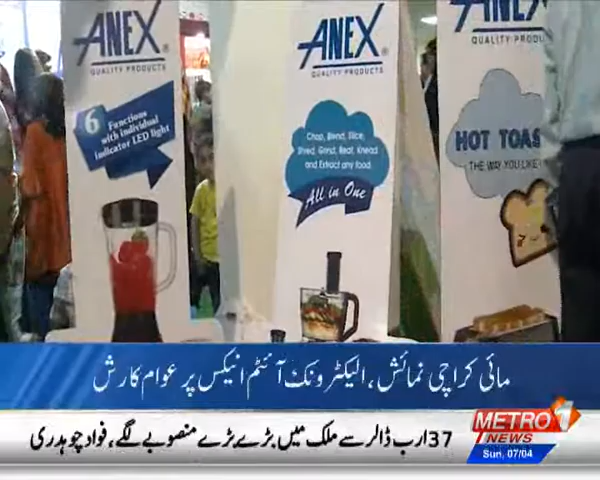 ANEX
QUALITY PRODUCTS
6 Functions
with individual
indicator LED light
ANEX
QUALITY PRODUCTS
Chop, Blend, Slice,
Shred, Grind, Beat, Knead
and Extract any food.
All in One
ANEX
QUALITY PRODU
HOT TOAS
THE WAY YOU LIKE
مائی کراچی نمائش، الیکٹرونک آئٹم انیکس پر عوام کا رش
37 ارب ڈالر سے ملک میں بڑے بڑے منصوبے لگے، فواد چوہدری
METRO 1
NEWS
Sun, 07/04